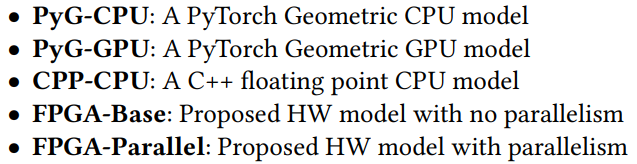 • PyG-CPU: A PyTorch Geometric CPU model
• PyG-GPU: A PyTorch Geometric GPU model
• CPP-CPU: A C++ floating point CPU model
• FPGA-Base: Proposed HW model with no parallelism
• FPGA-Parallel: Proposed HW model with parallelism